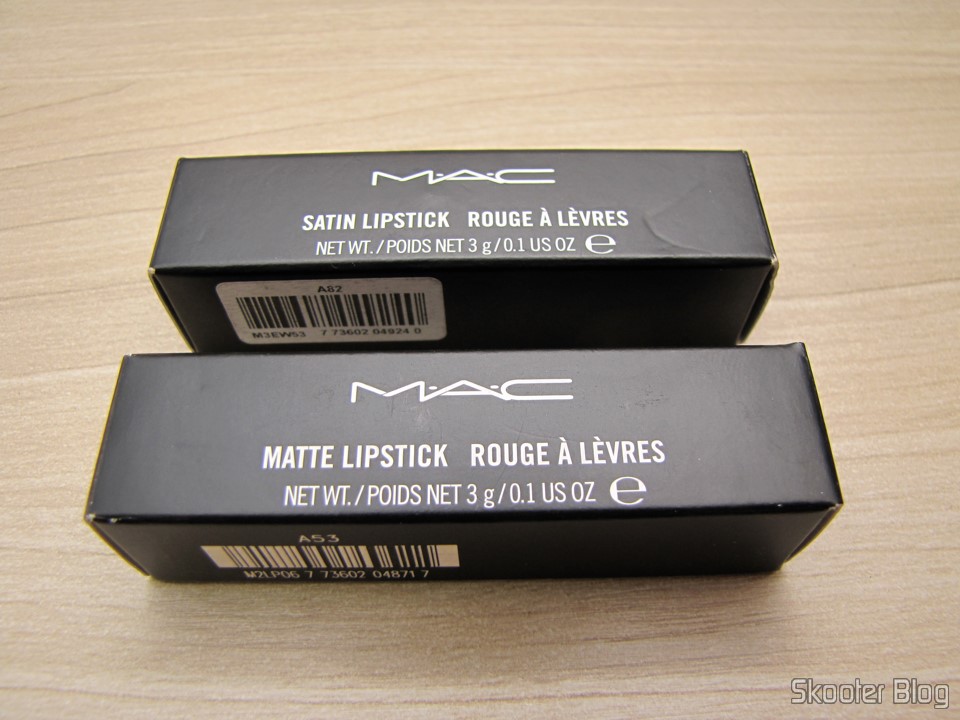 M·A·C
SATIN LIPSTICK ROUGE À LÈVRES
NET WT./POIDS NET 3 g/0.1 US OZ ℮
A82
M3EW53 7 73602 04924 0
M·A·C
MATTE LIPSTICK ROUGE À LÈVRES
NET WT./POIDS NET 3 g/0.1 US OZ ℮
A53
M2LP06 7 73602 04871 7
Skooter Blog